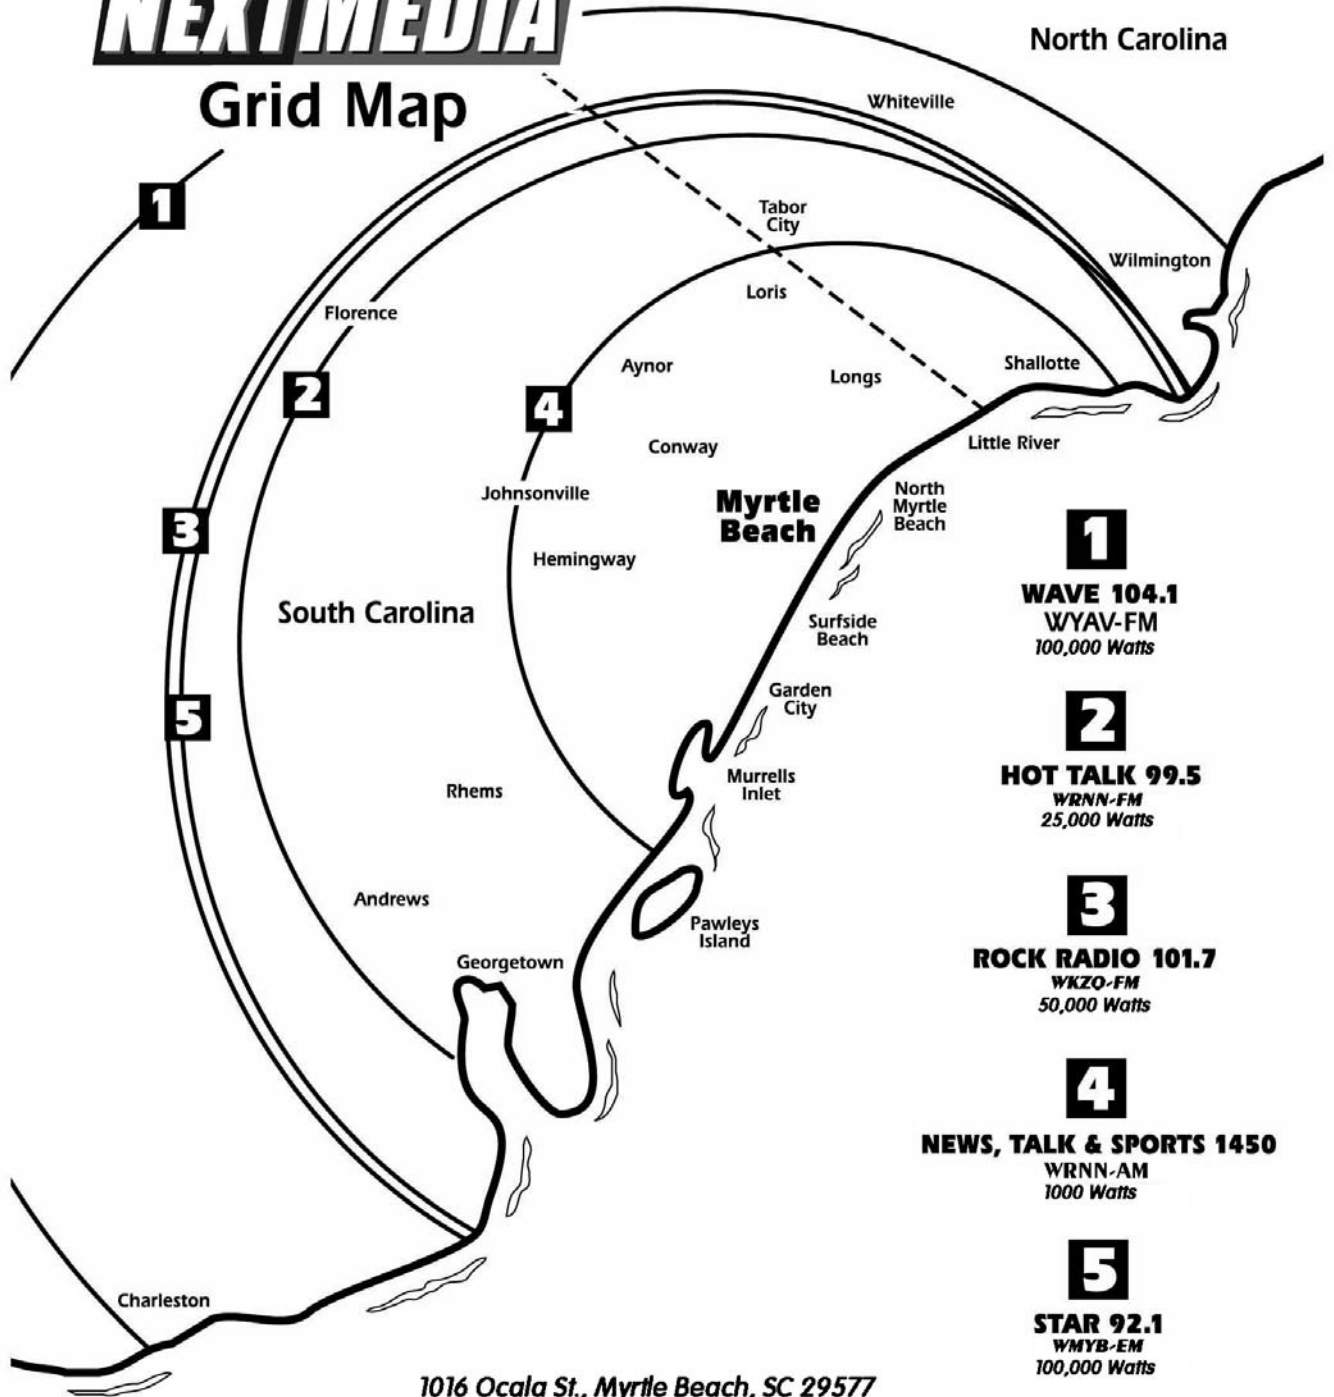 NEXTMEDIA
Grid Map
North Carolina
Whiteville
1
Tabor
City
Wilmington
Loris
Florence
Aynor
Longs
Shallotte
2
4
Conway
Little River
Johnsonville
Myrtle
Beach
North
Myrtle
Beach
3
Hemingway
South Carolina
Surfside
Beach
5
Garden
City
Murrells
Inlet
Rhems
Andrews
Pawleys
Island
Georgetown
Charleston
1
WAVE 104.1
WYAV-FM
100,000 Watts
2
HOT TALK 99.5
WRNN-FM
25,000 Watts
3
ROCK RADIO 101.7
WKZQ-FM
50,000 Watts
4
NEWS, TALK & SPORTS 1450
WRNN-AM
1000 Watts
5
STAR 92.1
WMYB-EM
100,000 Watts
1016 Ocala St., Myrtle Beach, SC 29577